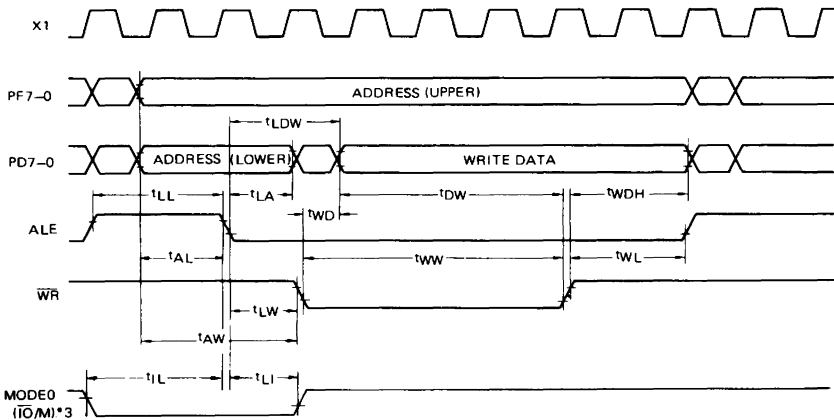 X1
PF7-0
ADDRESS (UPPER)
tLDW
PD7-0
ADDRESS (LOWER)
WRITE DATA
tLL
tLA
tWD
tDW
tWDH
ALE
tAL
tWW
tWL
WR
tLW
tAW
tIL
tLI
MODE0
(IO/M)*3